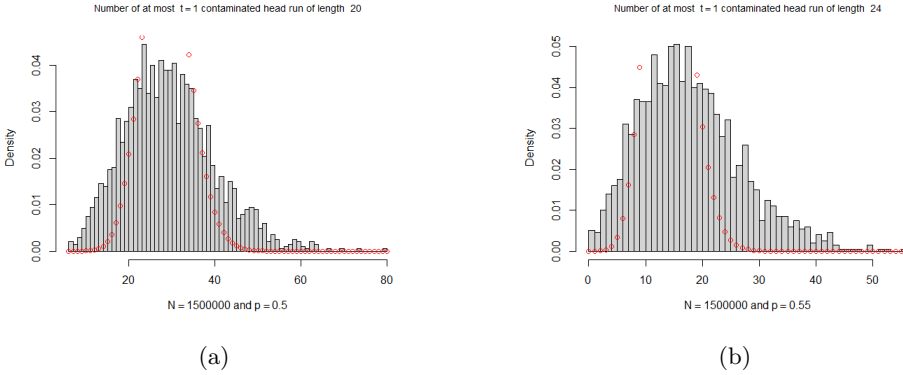 Number of at most t = 1 contaminated head run of length 20
Density
0.00 0.01 0.02 0.03 0.04
20 40 60 80
N = 1500000 and p = 0.5
(a)
Number of at most t = 1 contaminated head run of length 24
Density
0.00 0.01 0.02 0.03 0.04 0.05
0 10 20 30 40 50
N = 1500000 and p = 0.55
(b)